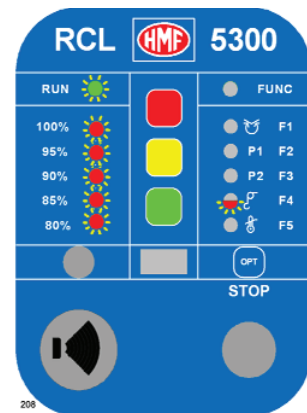 RCL HMF 5300
RUN FUNC
100% F1
95% P1 F2
90% P2 F3
85% F4
80% F5
OPT
STOP
208